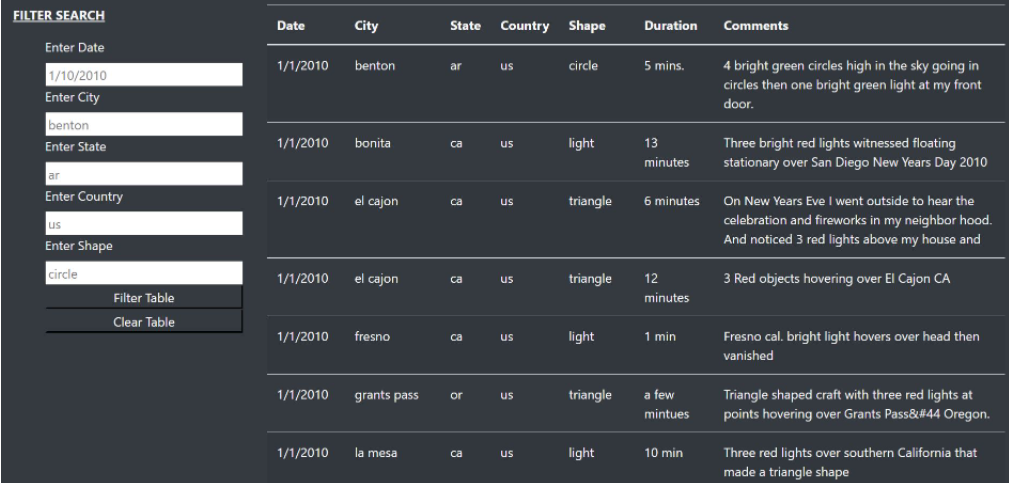 FILTER SEARCH
Enter Date
1/10/2010
Enter City
benton
Enter State
ar
Enter Country
us
Enter Shape
circle
Filter Table
Clear Table
Date City State Country Shape Duration Comments
1/1/2010 benton ar us circle 5 mins. 4 bright green circles high in the sky going in
circles then one bright green light at my front
door.
1/1/2010 bonita ca us light 13 Three bright red lights witnessed floating
minutes stationary over San Diego New Years Day 2010
1/1/2010 el cajon ca us triangle 6 minutes On New Years Eve I went outside to hear the
celebration and fireworks in my neighbor hood.
And noticed 3 red lights above my house and
1/1/2010 el cajon ca us triangle 12 3 Red objects hovering over El Cajon CA
minutes
1/1/2010 fresno ca us light 1 min Fresno cal. bright light hovers over head then
vanished
1/1/2010 grants pass or us triangle a few Triangle shaped craft with three red lights at
mintues points hovering over Grants Pass&#44 Oregon.
1/1/2010 la mesa ca us light 10 min Three red lights over southern California that
made a triangle shape